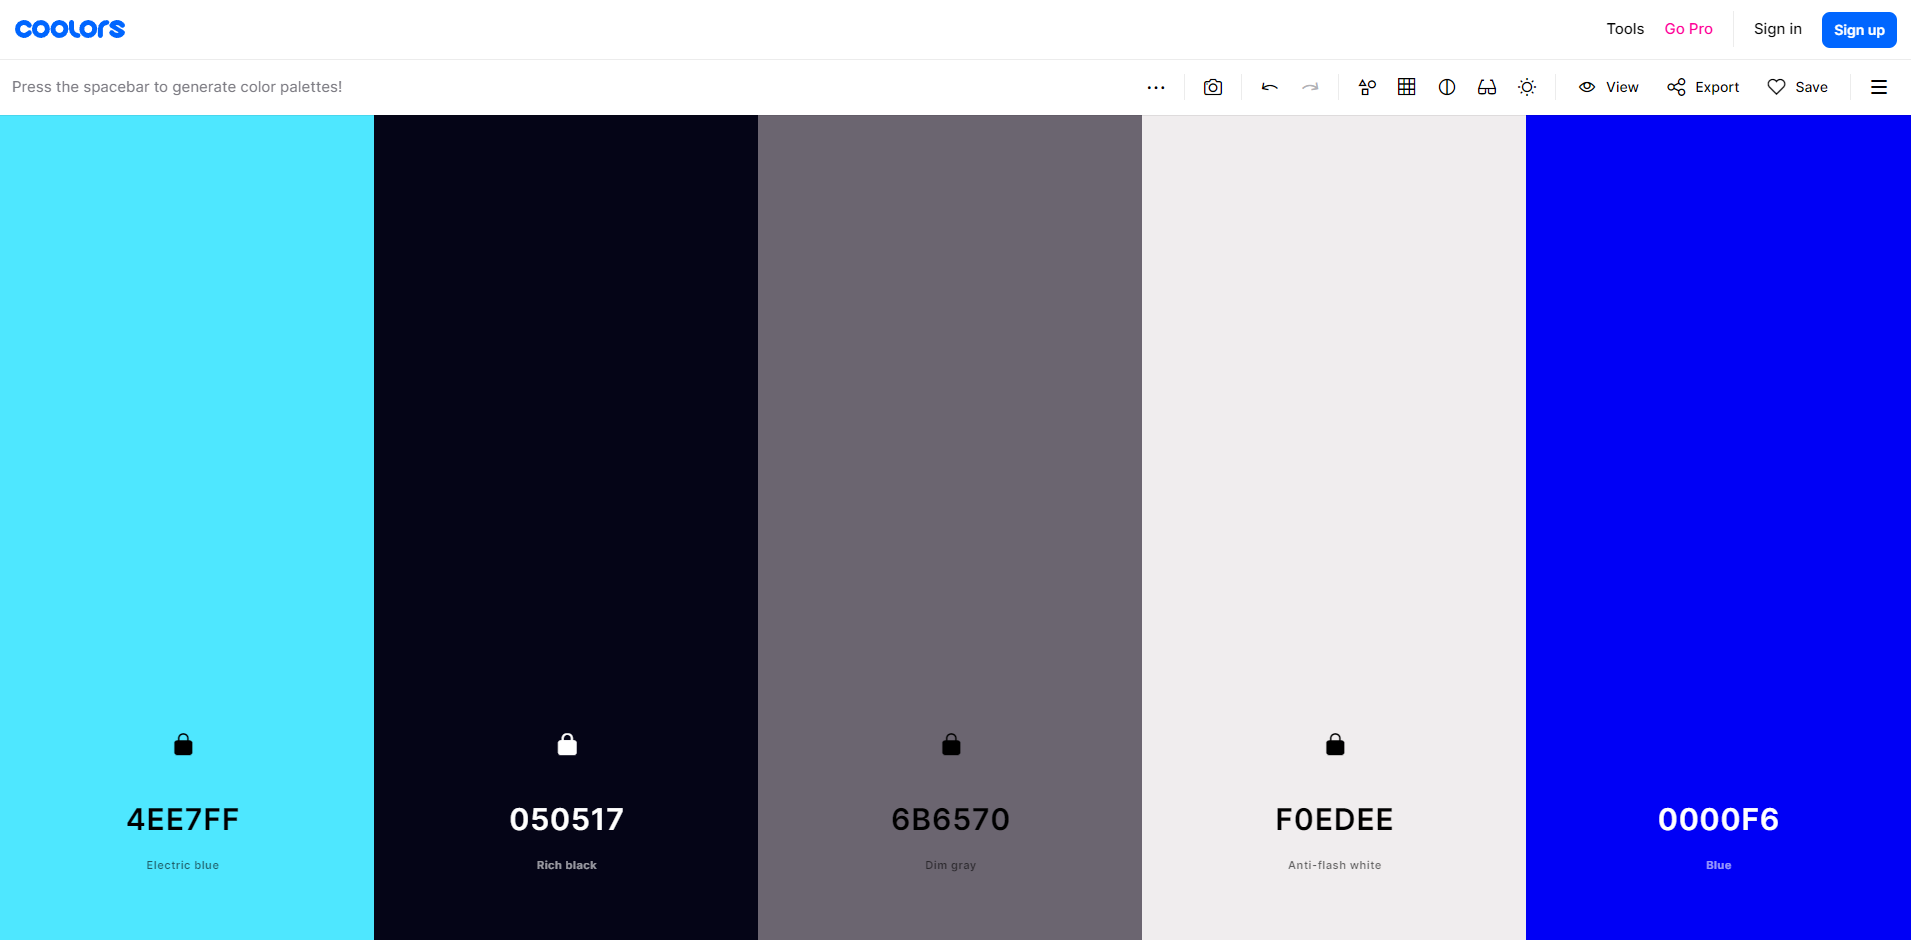 coolors
Tools Go Pro Sign in Sign up
Press the spacebar to generate color palettes!
View Export Save
4EE7FF
Electric blue
050517
Rich black
6B6570
Dim gray
F0EDEE
Anti-flash white
0000F6
Blue